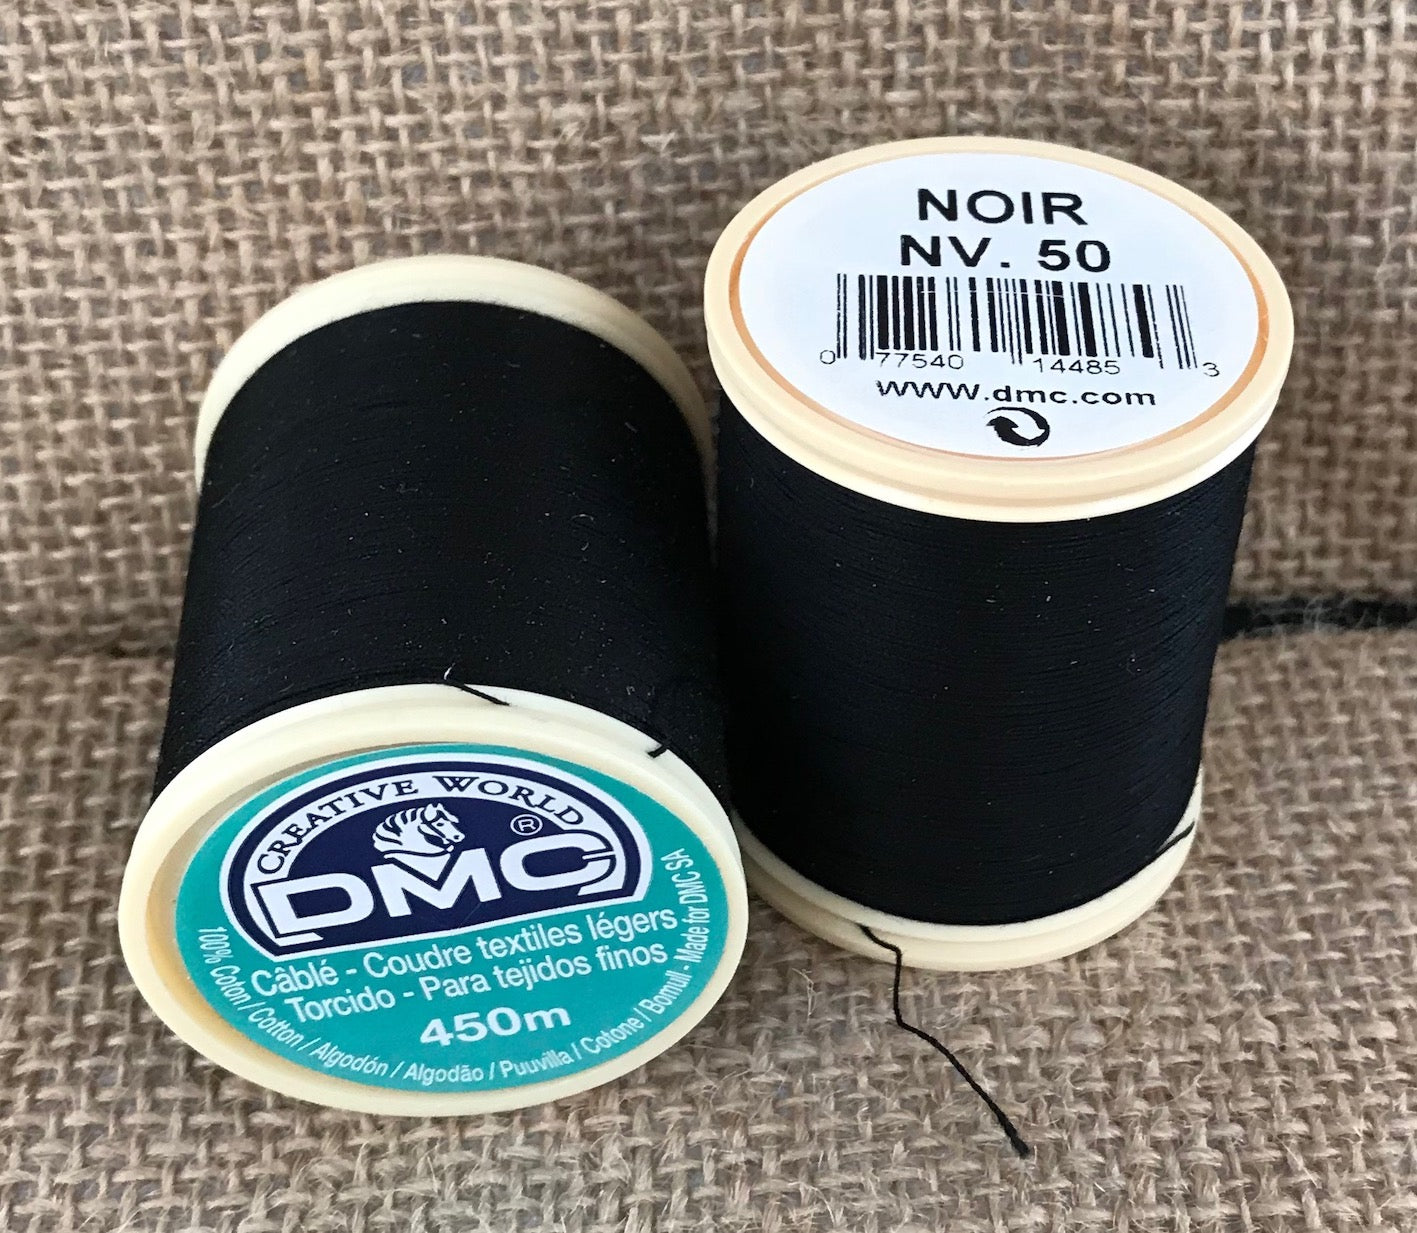 NOIR
NV. 50
0 77540 14485 3
www.dmc.com
CREATIVE WORLD
DMC®
Câblé - Coudre textiles légers
Torcido - Para tejidos finos
450m
100% Coton / Cotton / Algodón / Algodão / Puuvilla / Cotone / Bomull - Made for DMC SA